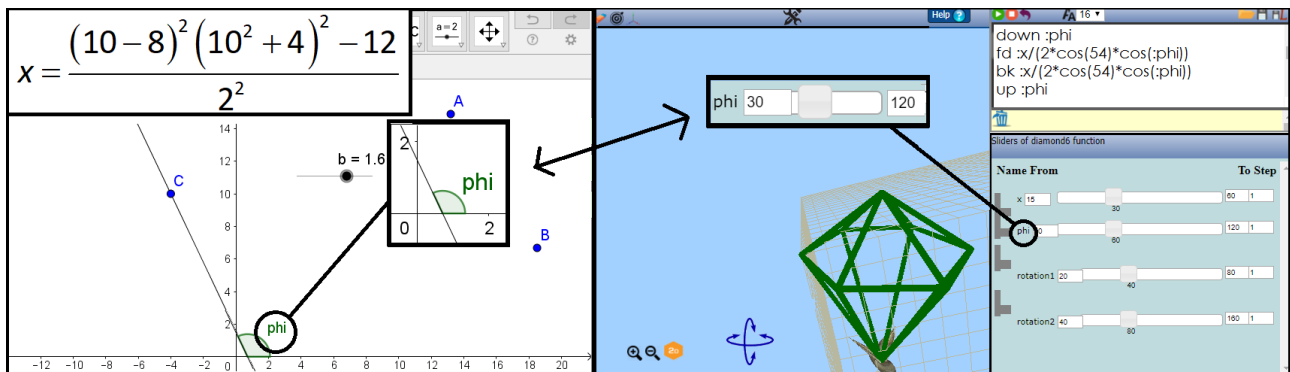 x = (10−8)²(10²+4)²−12 / 2²
a=2
A
C
B
b = 1.6
14
12
10
8
6
4
2
0
phi
−12 −10 −8 −6 −4 −2 0 2 4 6 8 10 12 14 16 18 20
2
phi
0
2
Help ?
phi 30 120
16
down :phi
fd :x/(2*cos(54)*cos(:phi))
bk :x/(2*cos(54)*cos(:phi))
up :phi
Sliders of diamond6 function
Name From To Step
x 15 30 60 1
phi 0 60 120 1
rotation1 20 40 80 1
rotation2 40 80 160 1